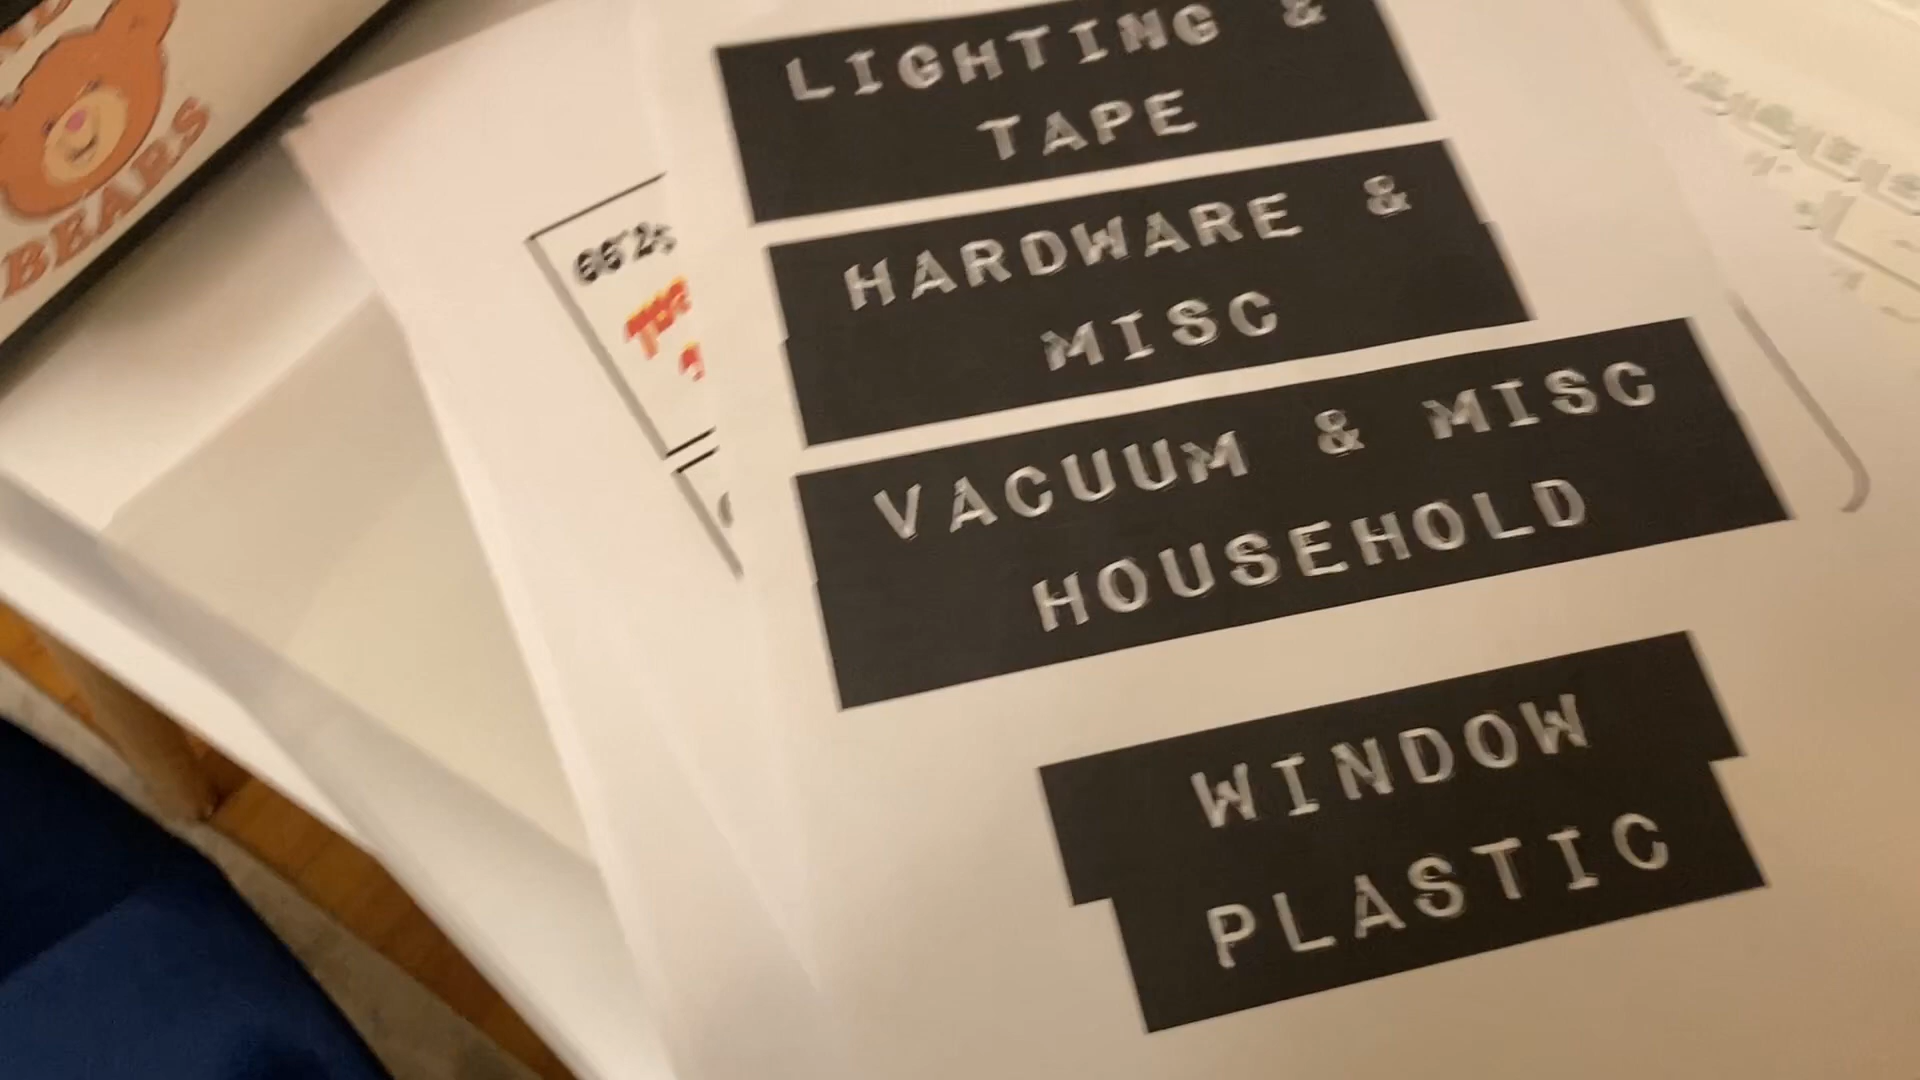 BEARS
LIGHTING &
TAPE
HARDWARE &
MISC
VACUUM & MISC
HOUSEHOLD
WINDOW
PLASTIC